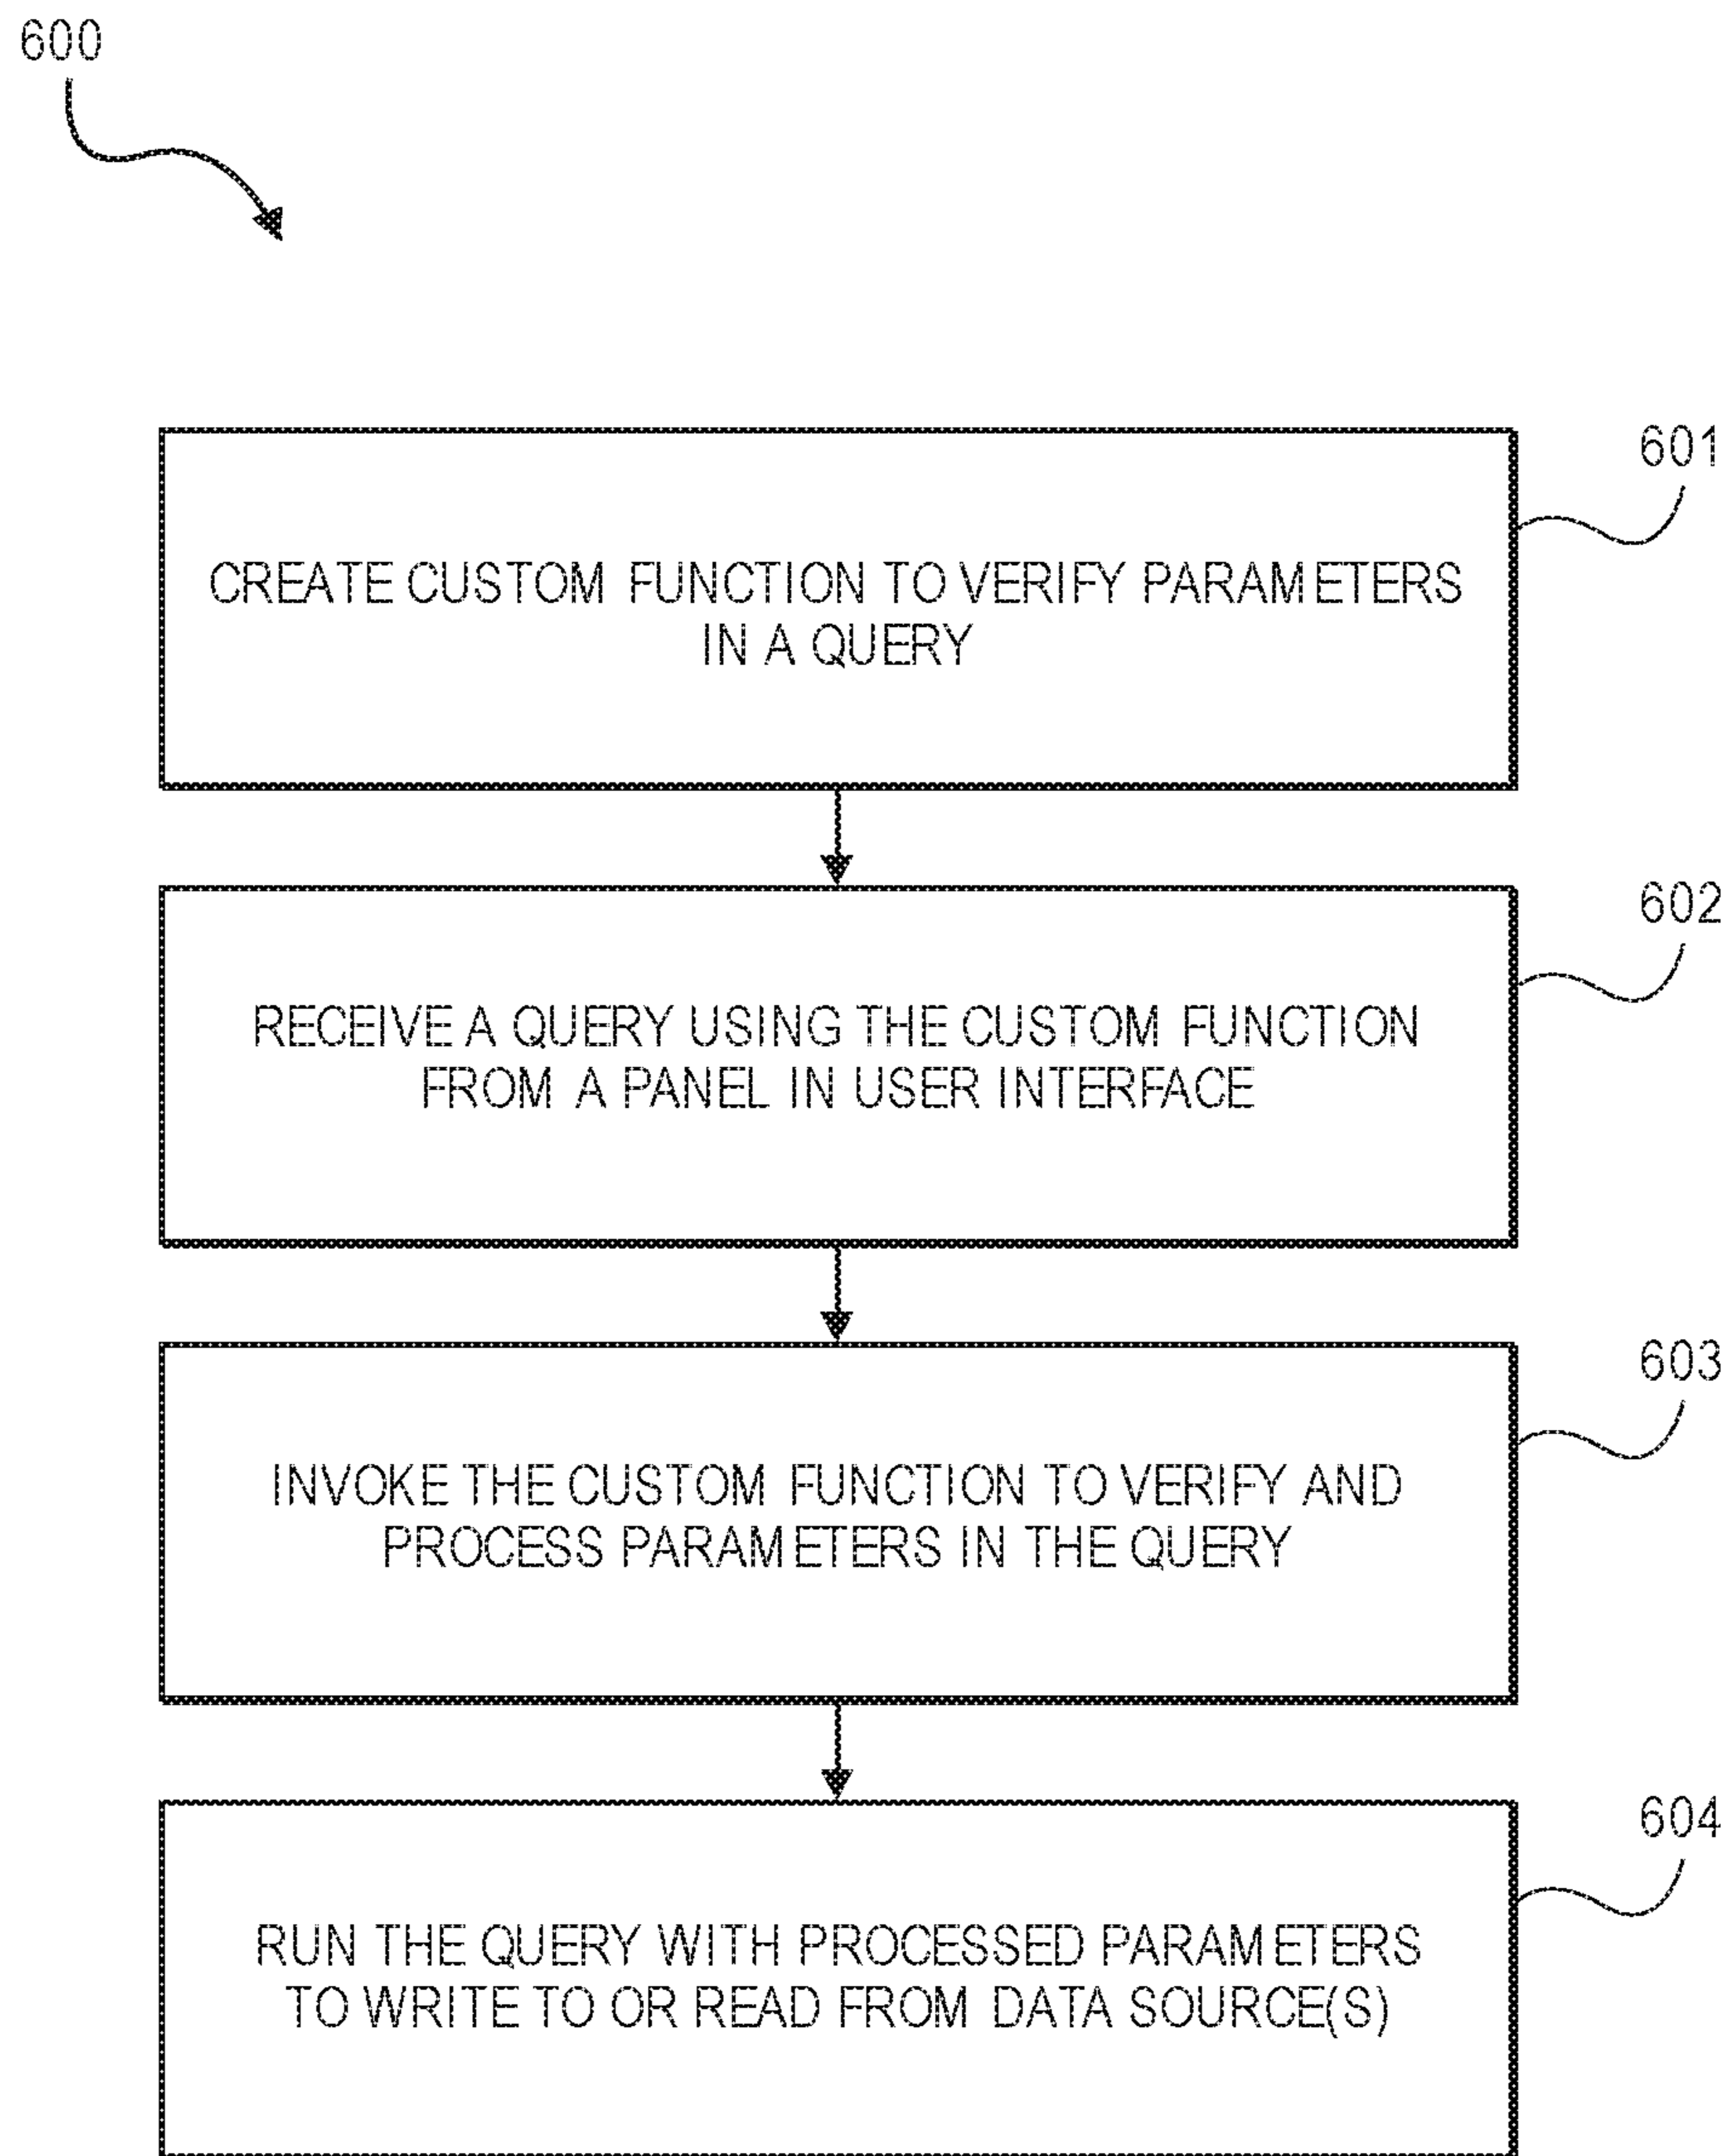 600
601
CREATE CUSTOM FUNCTION TO VERIFY PARAMETERS
IN A QUERY
602
RECEIVE A QUERY USING THE CUSTOM FUNCTION
FROM A PANEL IN USER INTERFACE
603
INVOKE THE CUSTOM FUNCTION TO VERIFY AND
PROCESS PARAMETERS IN THE QUERY
604
RUN THE QUERY WITH PROCESSED PARAMETERS
TO WRITE TO OR READ FROM DATA SOURCE(S)